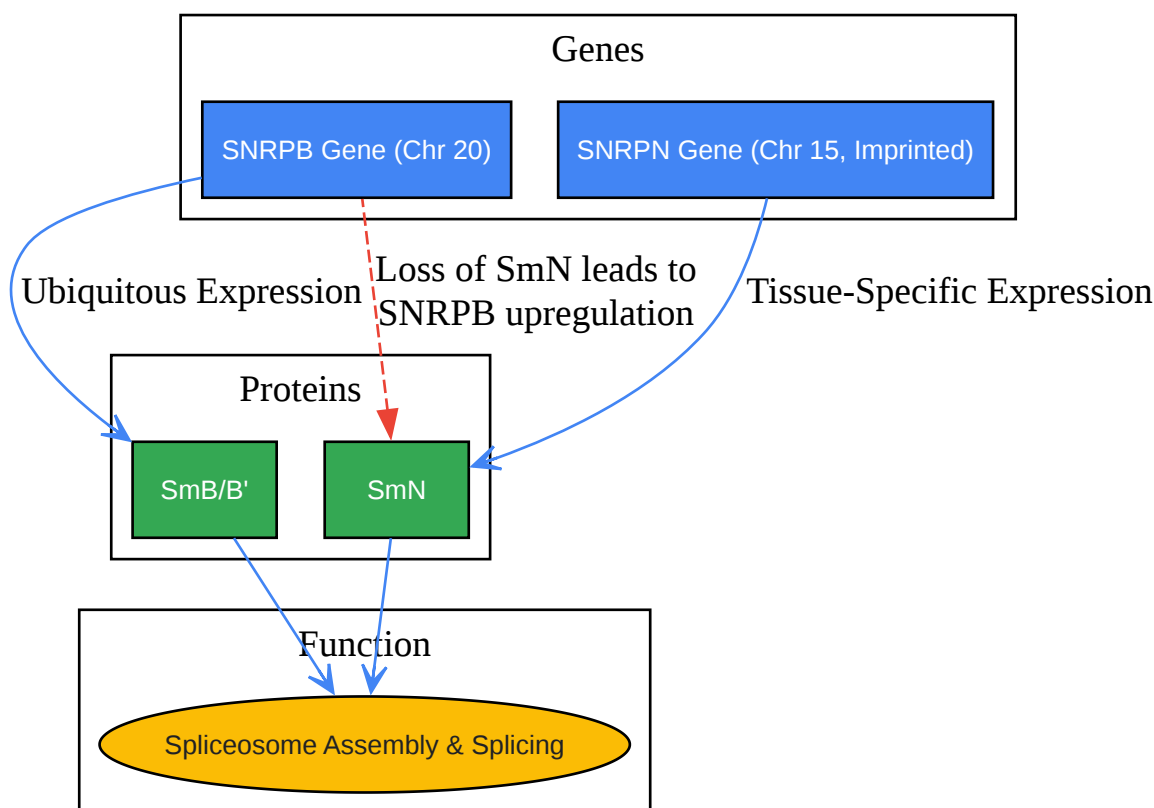 Genes
SNRPB Gene (Chr 20)
SNRPN Gene (Chr 15, Imprinted)
Ubiquitous Expression
Loss of SmN leads to
SNRPB upregulation
Tissue-Specific Expression
Proteins
SmB/B'
SmN
Function
Spliceosome Assembly & Splicing